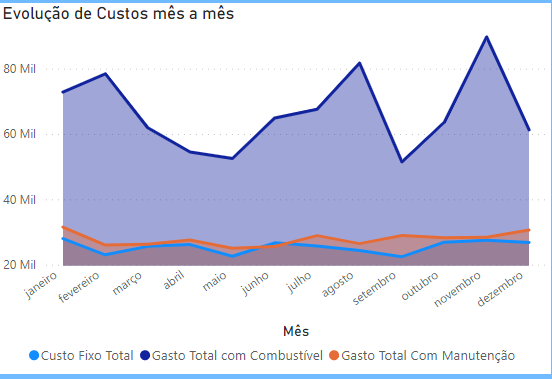 Evolução de Custos mês a mês
80 Mil
60 Mil
40 Mil
20 Mil
janeiro
fevereiro
março
abril
maio
junho
julho
agosto
setembro
outubro
novembro
dezembro
Mês
Custo Fixo Total Gasto Total com Combustível Gasto Total Com Manutenção